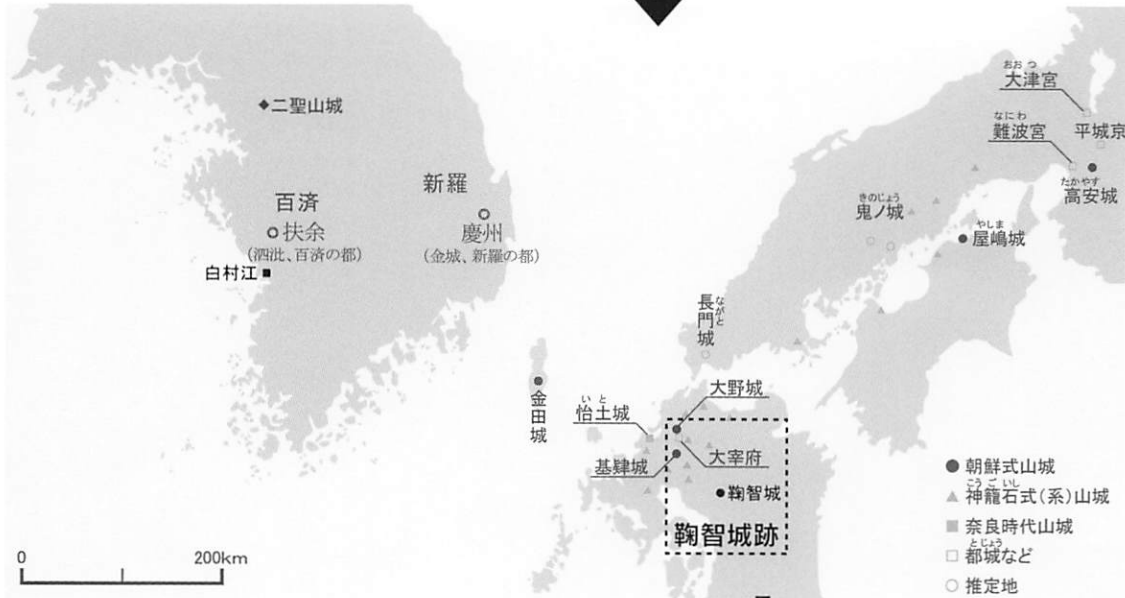 ◆二聖山城
百済
扶余
(泗沘、百済の都)
白村江
新羅
慶州
(金城、新羅の都)
おおつ
大津宮
なにわ
難波宮
平城京
たかやす
高安城
きのじょう
鬼ノ城
やしま
屋嶋城
長門城
ながと
金田城
大野城
いと
怡土城
大宰府
基肄城
鞠智城
鞠智城跡
朝鮮式山城
こうごいし
神籠石式(系)山城
奈良時代山城
とじょう
都城など
推定地
0 200km